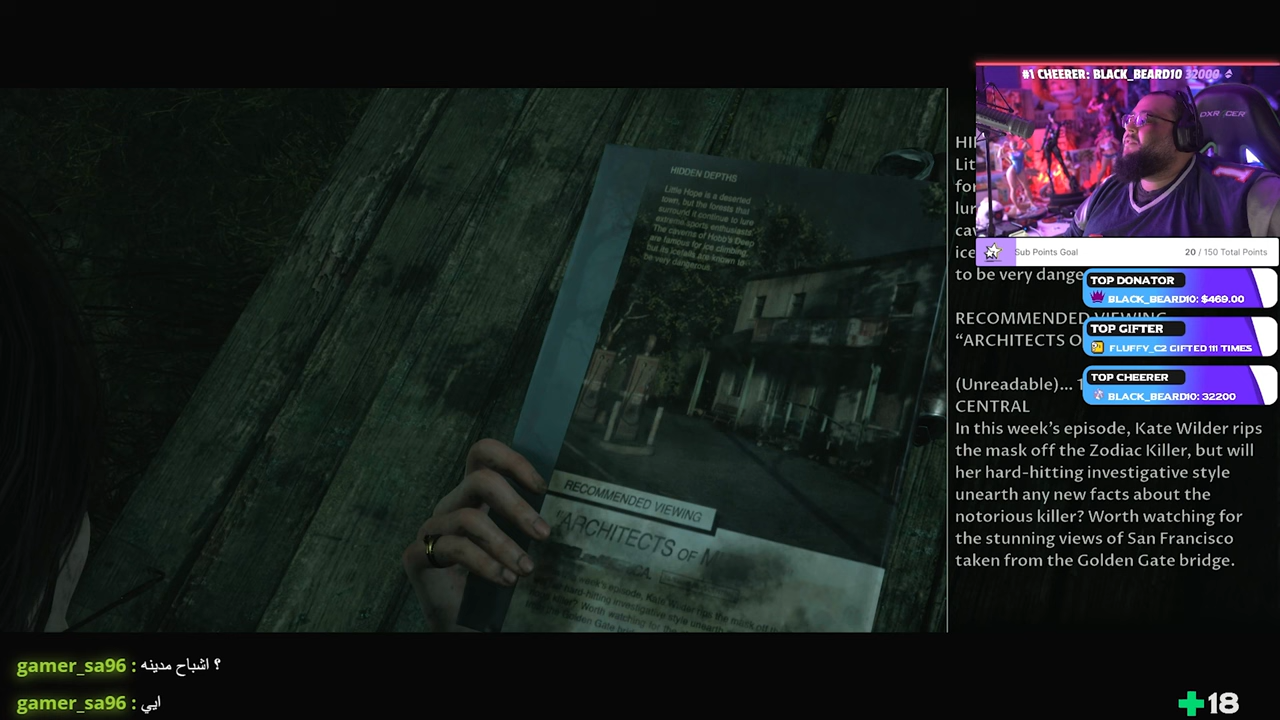 #1 CHEERER: BLACK_BEARD10 32000
DXRACER
Sub Points Goal
20 / 150 Total Points
TOP DONATOR
BLACK_BEARD10: $469.00
TOP GIFTER
FLUFFY_C2 GIFTED 111 TIMES
TOP CHEERER
BLACK_BEARD10: 32200
HIDDEN DEPTHS
Little Hope is a deserted
town, but the forests that
surround it continue to lure
extreme sports enthusiasts.
The caverns of Hobb's Deep
are famous for ice climbing,
but its icefalls are known to
be very dangerous.
RECOMMENDED VIEWING
"ARCHITECTS OF M
HI
Lit
for
lur
cav
ice
to be very dange
RECOMMENDED VIEWING
“ARCHITECTS O
(Unreadable)... 1
CENTRAL
In this week’s episode, Kate Wilder rips
the mask off the Zodiac Killer, but will
her hard-hitting investigative style
unearth any new facts about the
notorious killer? Worth watching for
the stunning views of San Francisco
taken from the Golden Gate bridge.
gamer_sa96 : اشباح مدينه ؟
gamer_sa96 : ايي
+18